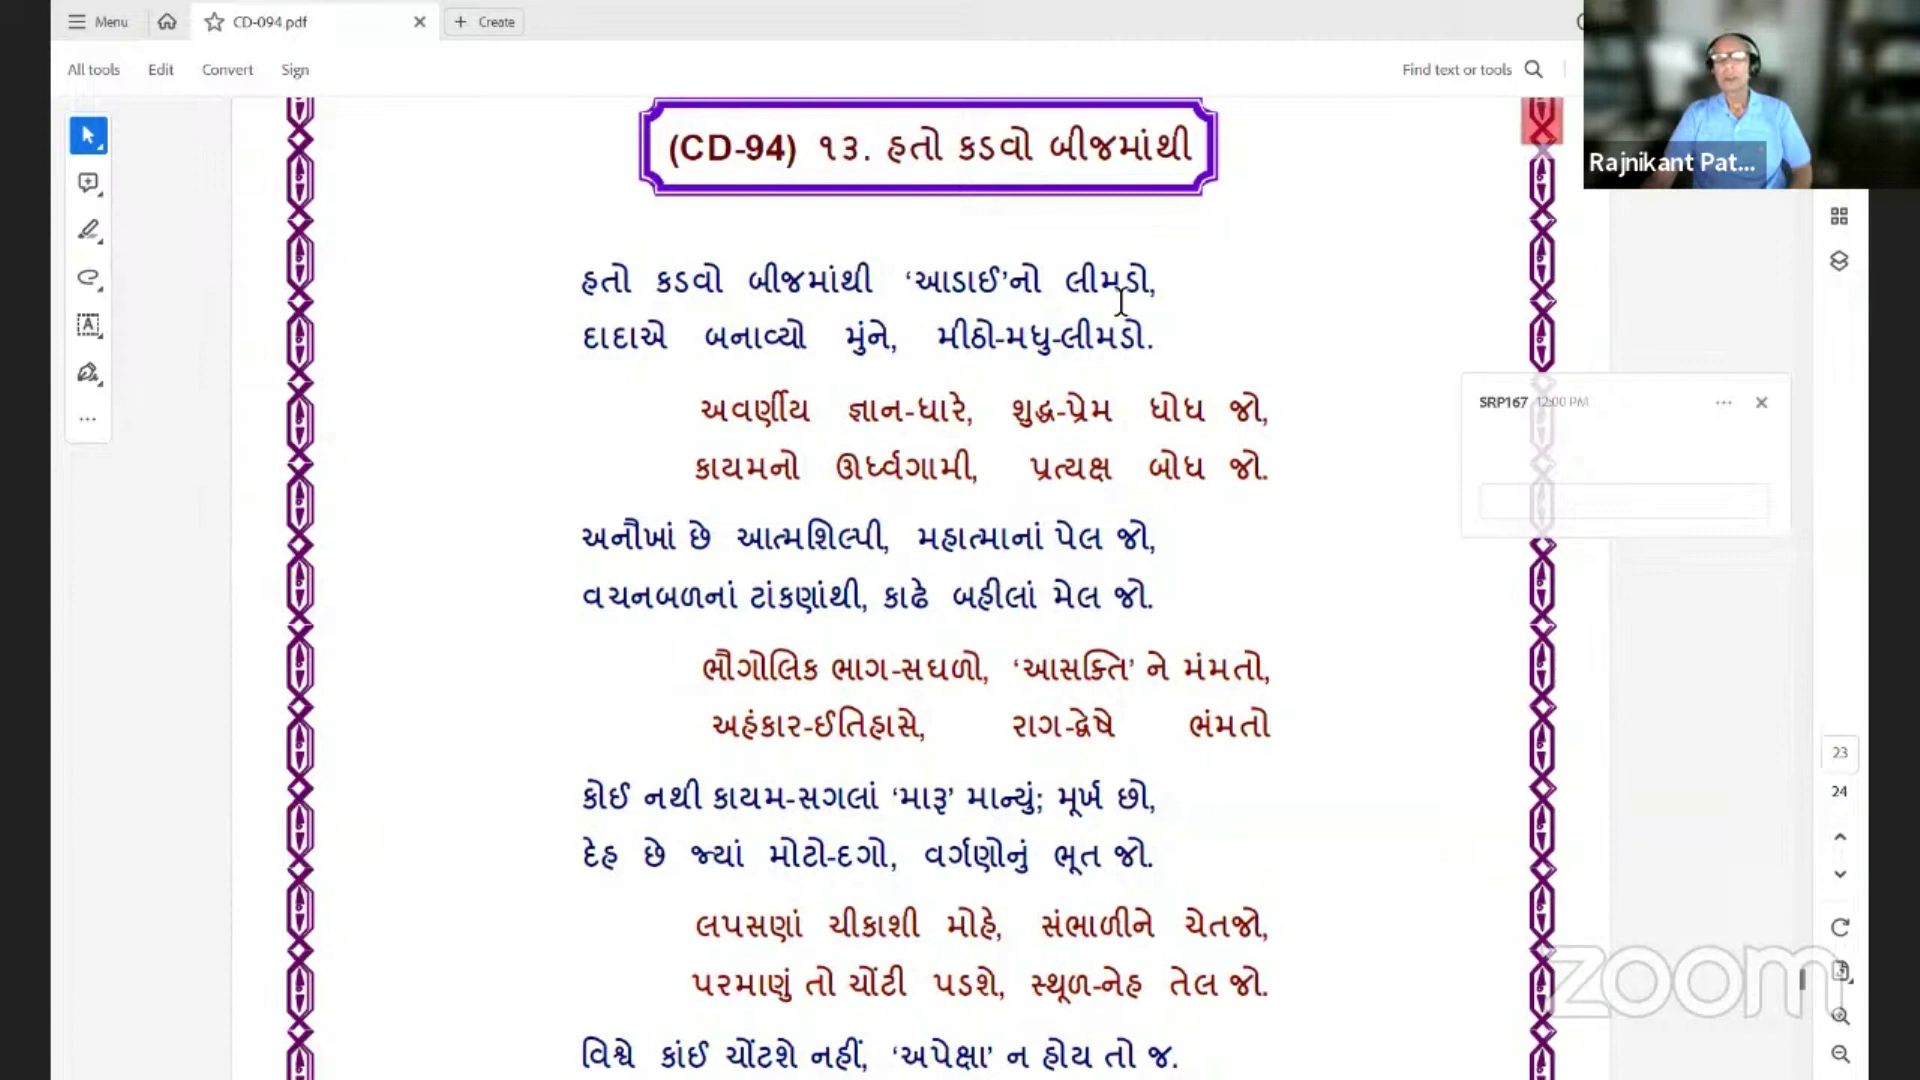 Menu
CD-094 pdf
Create
All tools Edit Convert Sign
Find text or tools
Rajnikant Pat...
(CD-94) ૧૩. હતો કડવો બીજમાંથી
હતો કડવો બીજમાંથી ‘આડાઈ’નો લીમડો,
દાદાએ બનાવ્યો મુંને, મીઠો-મધુ-લીમડો.
અવર્ણીય જ્ઞાન-ધારે, શુદ્ધ-પ્રેમ ધોધ જો,
કાયમનો ઊર્ધ્વગામી, પ્રત્યક્ષ બોધ જો.
SRP167 12:00 PM
અનૌખાં છે આત્મશિલ્પી, મહાત્માનાં પેલ જો,
વચનબળનાં ટાંકણાંથી, કાઢે બહીલાં મેલ જો.
ભૌગોલિક ભાગ-સઘળો, ‘આસક્તિ’ ને મંમતો,
અહંકાર-ઈતિહાસે, રાગ-દ્વેષે ભંમતો
કોઈ નથી કાયમ-સગલાં ‘મારૂ’ માન્યું; મૂર્ખ છો,
દેહ છે જ્યાં મોટો-દગો, વર્ગણોનું ભૂત જો.
લપસણાં ચીકાશી મોહે, સંભાળીને ચેતજો,
પરમાણું તો ચોંટી પડશે, સ્થૂળ-નેહ તેલ જો.
વિશ્વે કાંઈ ચોંટશે નહીં, ‘અપેક્ષા’ ન હોય તો જ.
23
24
zoom